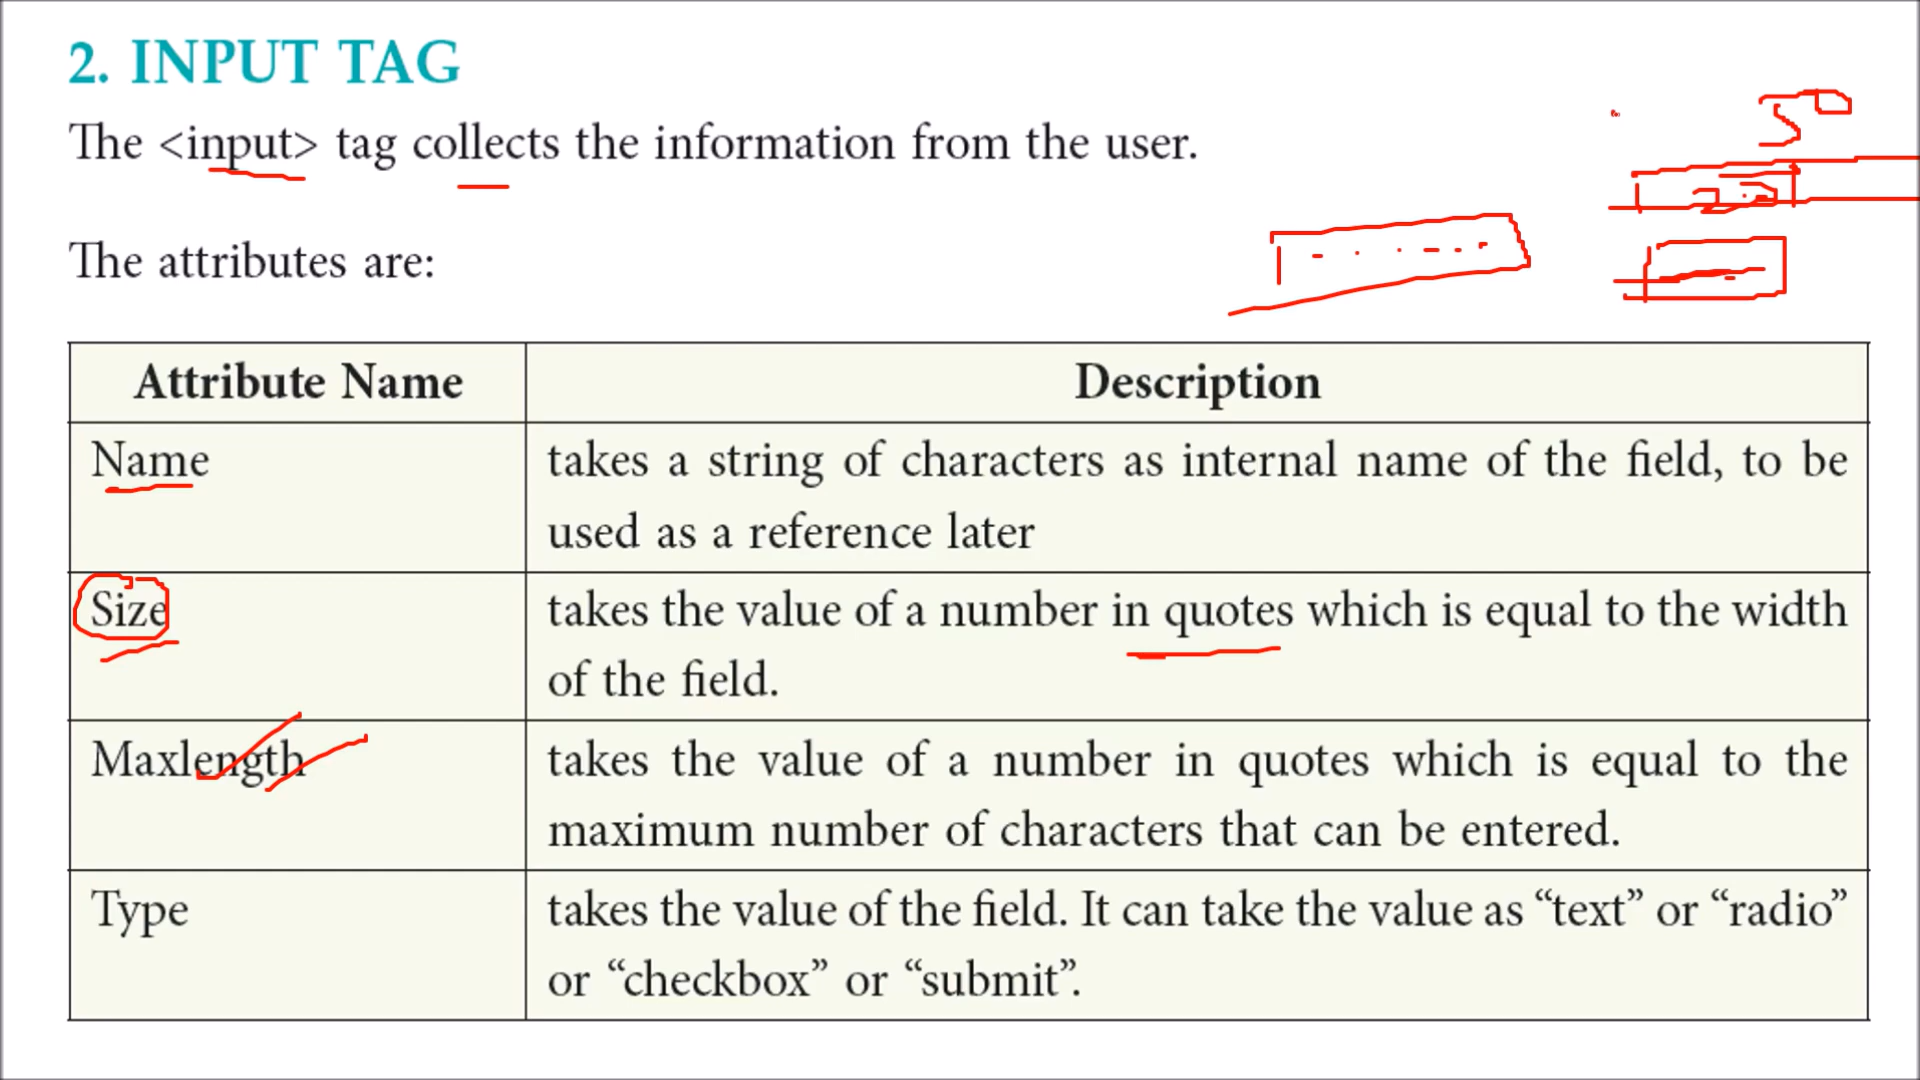 2. INPUT TAG
The <input> tag collects the information from the user.
The attributes are:
Attribute Name Description
Name takes a string of characters as internal name of the field, to be
used as a reference later
Size takes the value of a number in quotes which is equal to the width
of the field.
Maxlength takes the value of a number in quotes which is equal to the
maximum number of characters that can be entered.
Type takes the value of the field. It can take the value as “text” or “radio”
or “checkbox” or “submit”.